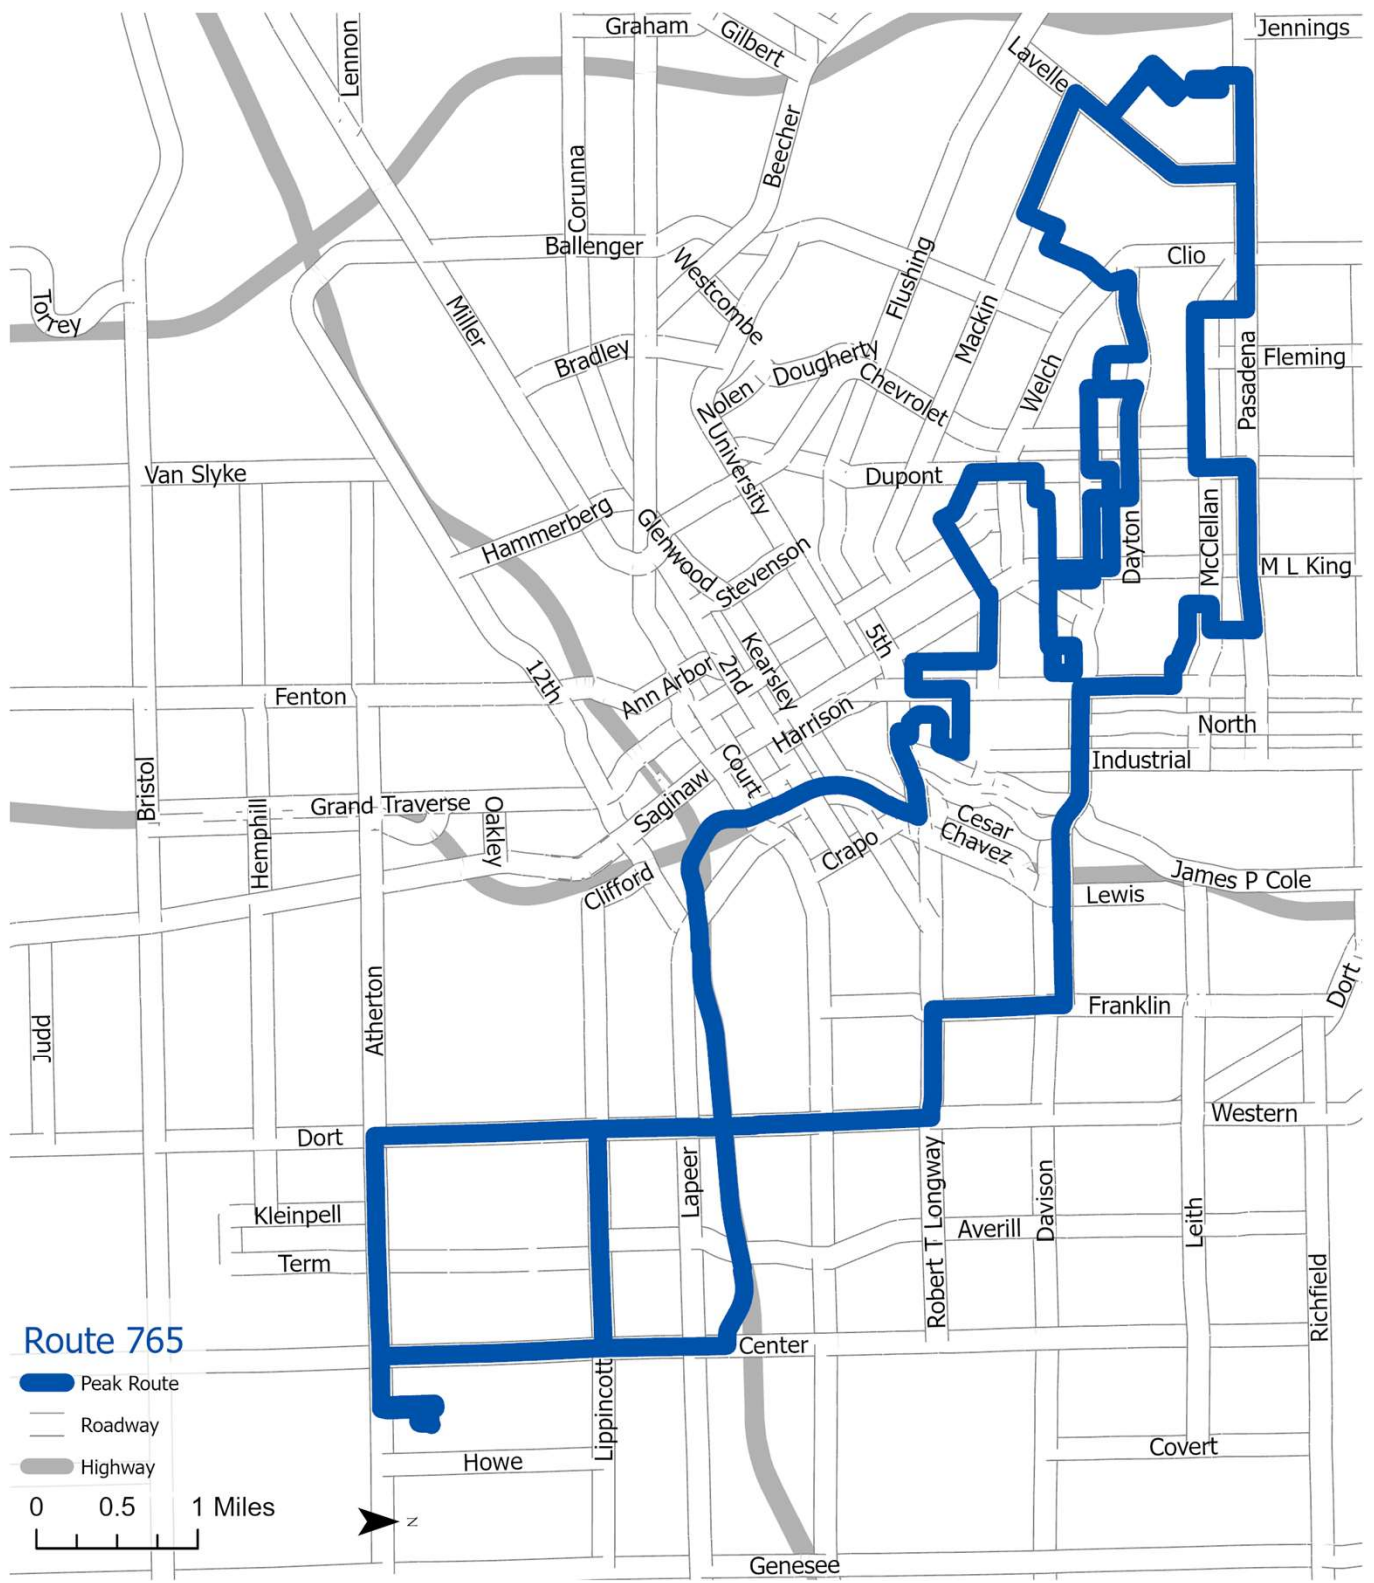 Graham
Gilbert
Jennings
Lennon
Lavelle
Beecher
Corunna
Ballenger
Clio
Westcombe
Flushing
Torrey
Miller
Mackin
Bradley
Dougherty
Fleming
Welch
Pasadena
Nolen
Chevrolet
University
Van Slyke
Dupont
Hammerberg
Glenwood
Stevenson
Dayton
McClellan
M L King
5th
Kearsley
2nd
Ann Arbor
12th
Fenton
Harrison
North
Industrial
Court
Bristol
Saginaw
Grand Traverse
Oakley
Hemphill
Cesar
Chavez
Crapo
Clifford
James P Cole
Lewis
Atherton
Dort
Franklin
Judd
Western
Dort
Lapeer
Robert T Longway
Davison
Leith
Kleinpell
Averill
Term
Richfield
Center
Lippincott
Howe
Covert
Genesee
Route 765
Peak Route
Roadway
Highway
0 0.5 1 Miles
N